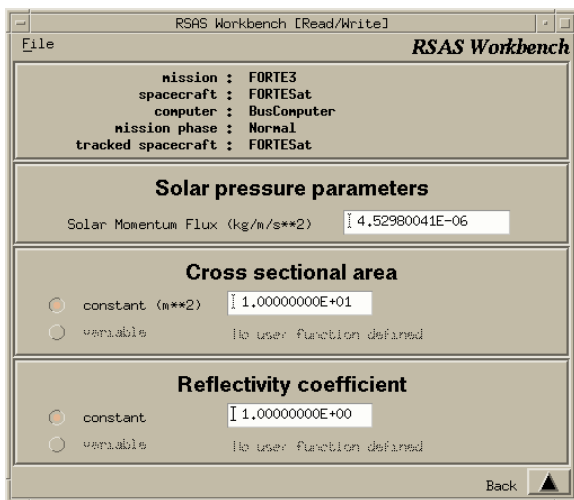 RSAS Workbench [Read/Write]
File RSAS Workbench
mission : FORTE3
spacecraft : FORTESat
computer : BusComputer
mission phase : Normal
tracked spacecraft : FORTESat
Solar pressure parameters
Solar Momentum Flux (kg/m/s**2) 4.52980041E-06
Cross sectional area
constant (m**2) 1.00000000E+01
variable No user function defined
Reflectivity coefficient
constant 1.00000000E+00
variable No user function defined
Back